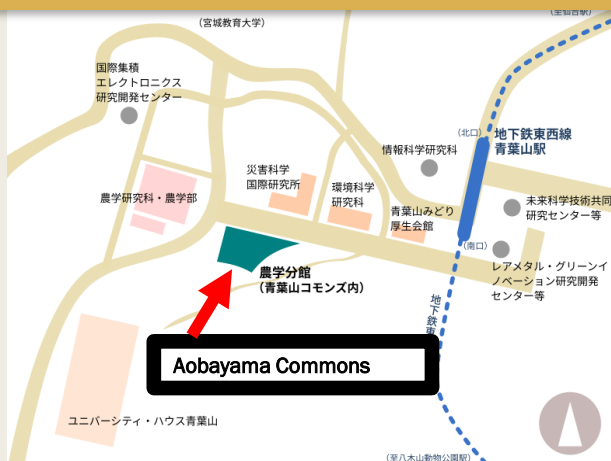 (至仙台駅)
(宮城教育大学)
国際集積
エレクトロニクス
研究開発センター
(北口)
地下鉄東西線
青葉山駅
情報科学研究科
災害科学
国際研究所
環境科学
研究科
農学研究科・農学部
青葉山みどり
厚生会館
未来科学技術共同
研究センター等
(南口)
農学分館
(青葉山コモンズ内)
レアメタル・グリーンイ
ノベーション研究開発
センター等
地下鉄東
Aobayama Commons
ユニバーシティ・ハウス青葉山
(至八木山動物公園駅)